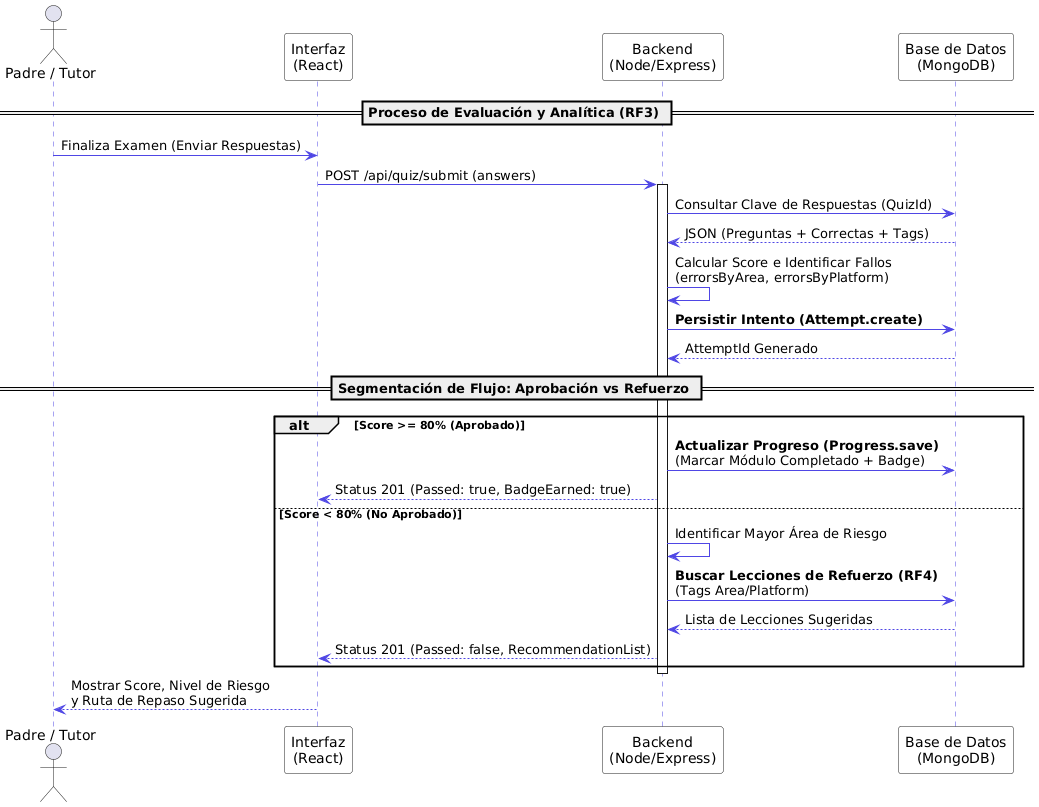 Padre / Tutor
Interfaz
(React)
Backend
(Node/Express)
Base de Datos
(MongoDB)
Proceso de Evaluación y Analítica (RF3)
Finaliza Examen (Enviar Respuestas)
POST /api/quiz/submit (answers)
Consultar Clave de Respuestas (QuizId)
JSON (Preguntas + Correctas + Tags)
Calcular Score e Identificar Fallos
(errorsByArea, errorsByPlatform)
Persistir Intento (Attempt.create)
AttemptId Generado
Segmentación de Flujo: Aprobación vs Refuerzo
alt
[Score >= 80% (Aprobado)]
Actualizar Progreso (Progress.save)
(Marcar Módulo Completado + Badge)
Status 201 (Passed: true, BadgeEarned: true)
[Score < 80% (No Aprobado)]
Identificar Mayor Área de Riesgo
Buscar Lecciones de Refuerzo (RF4)
(Tags Area/Platform)
Lista de Lecciones Sugeridas
Status 201 (Passed: false, RecommendationList)
Mostrar Score, Nivel de Riesgo
y Ruta de Repaso Sugerida
Padre / Tutor
Interfaz
(React)
Backend
(Node/Express)
Base de Datos
(MongoDB)